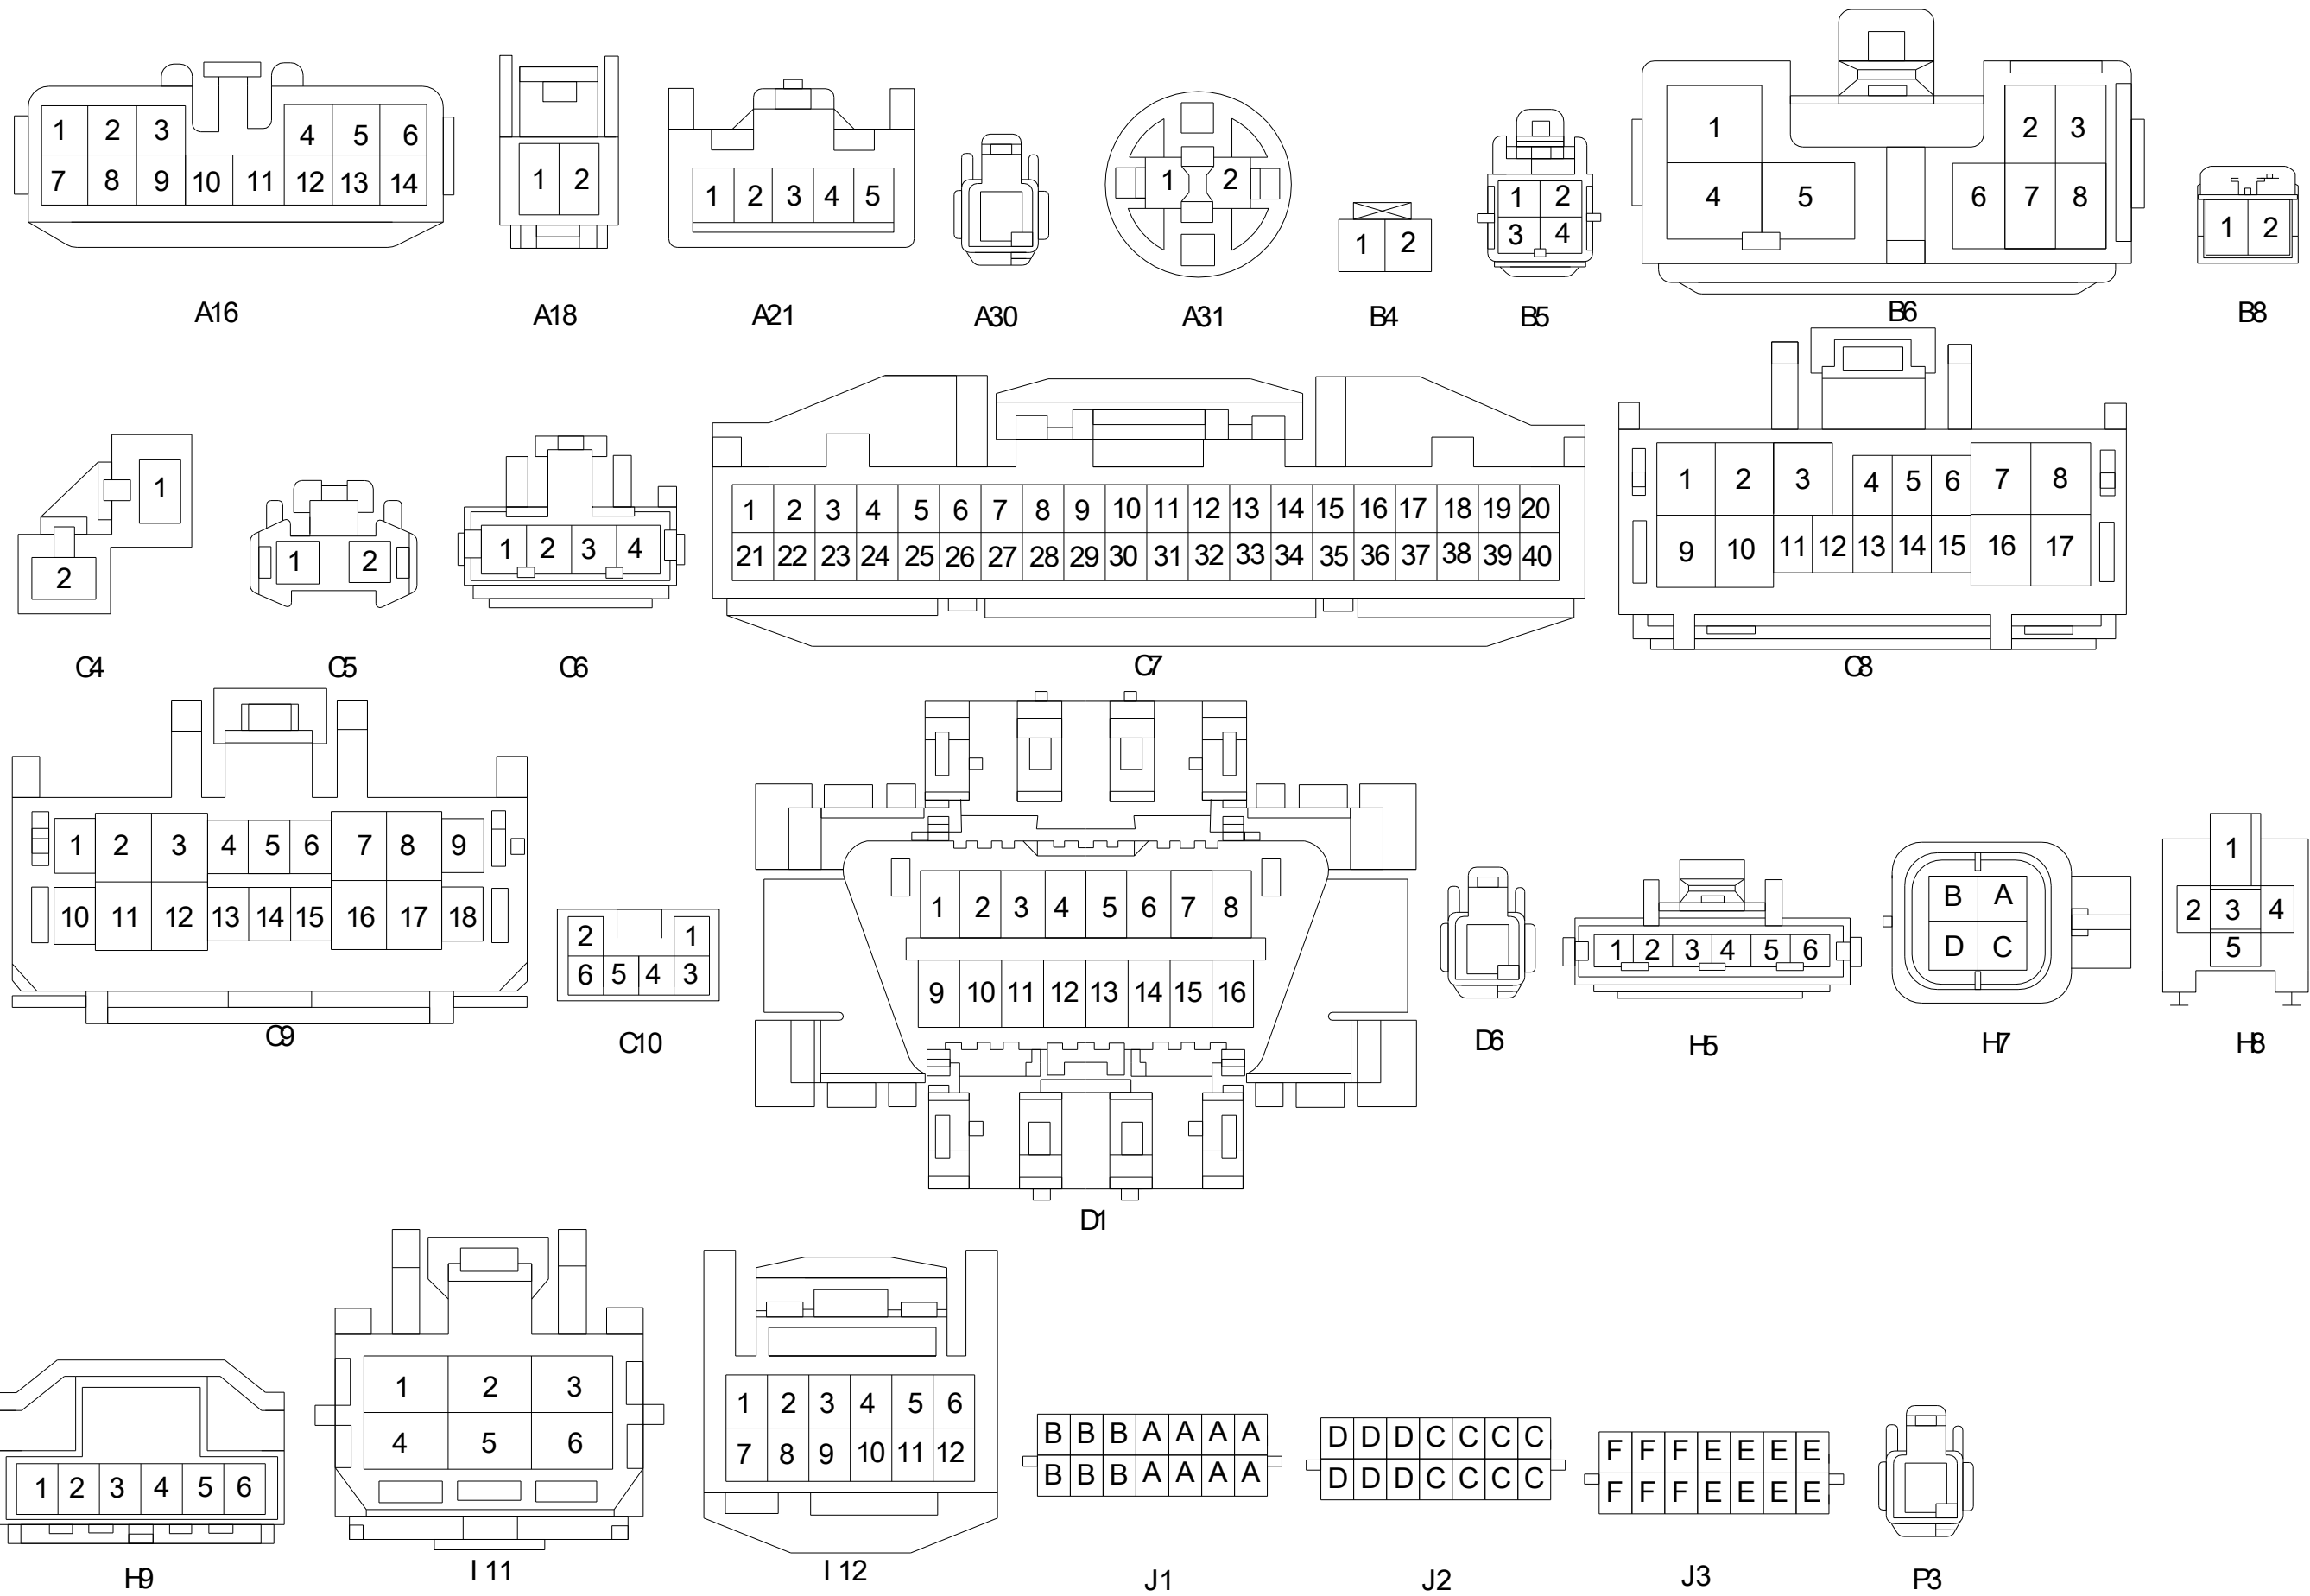 1 2 3 4 5 6
7 8 9 10 11 12 13 14
A16
1 2
A18
1 2 3 4 5
A21
A30
1 2
A31
1 2
B4
1 2
3 4
B5
1 2 3
4 5 6 7 8
B6
1 2
B8
1
2
C4
1 2
C5
1 2 3 4
C6
1 2 3 4 5 6 7 8 9 10 11 12 13 14 15 16 17 18 19 20
21 22 23 24 25 26 27 28 29 30 31 32 33 34 35 36 37 38 39 40
C7
1 2 3 4 5 6 7 8
9 10 11 12 13 14 15 16 17
C8
1 2 3 4 5 6 7 8 9
10 11 12 13 14 15 16 17 18
C9
2 1
6 5 4 3
C10
1 2 3 4 5 6 7 8
9 10 11 12 13 14 15 16
D1
D6
1 2 3 4 5 6
H5
B A
D C
H7
1
2 3 4
5
H8
1 2 3 4 5 6
H9
1 2 3
4 5 6
I 11
1 2 3 4 5 6
7 8 9 10 11 12
I 12
B B B A A A A
B B B A A A A
J1
D D D C C C C
D D D C C C C
J2
F F F E E E E
F F F E E E E
J3
P3